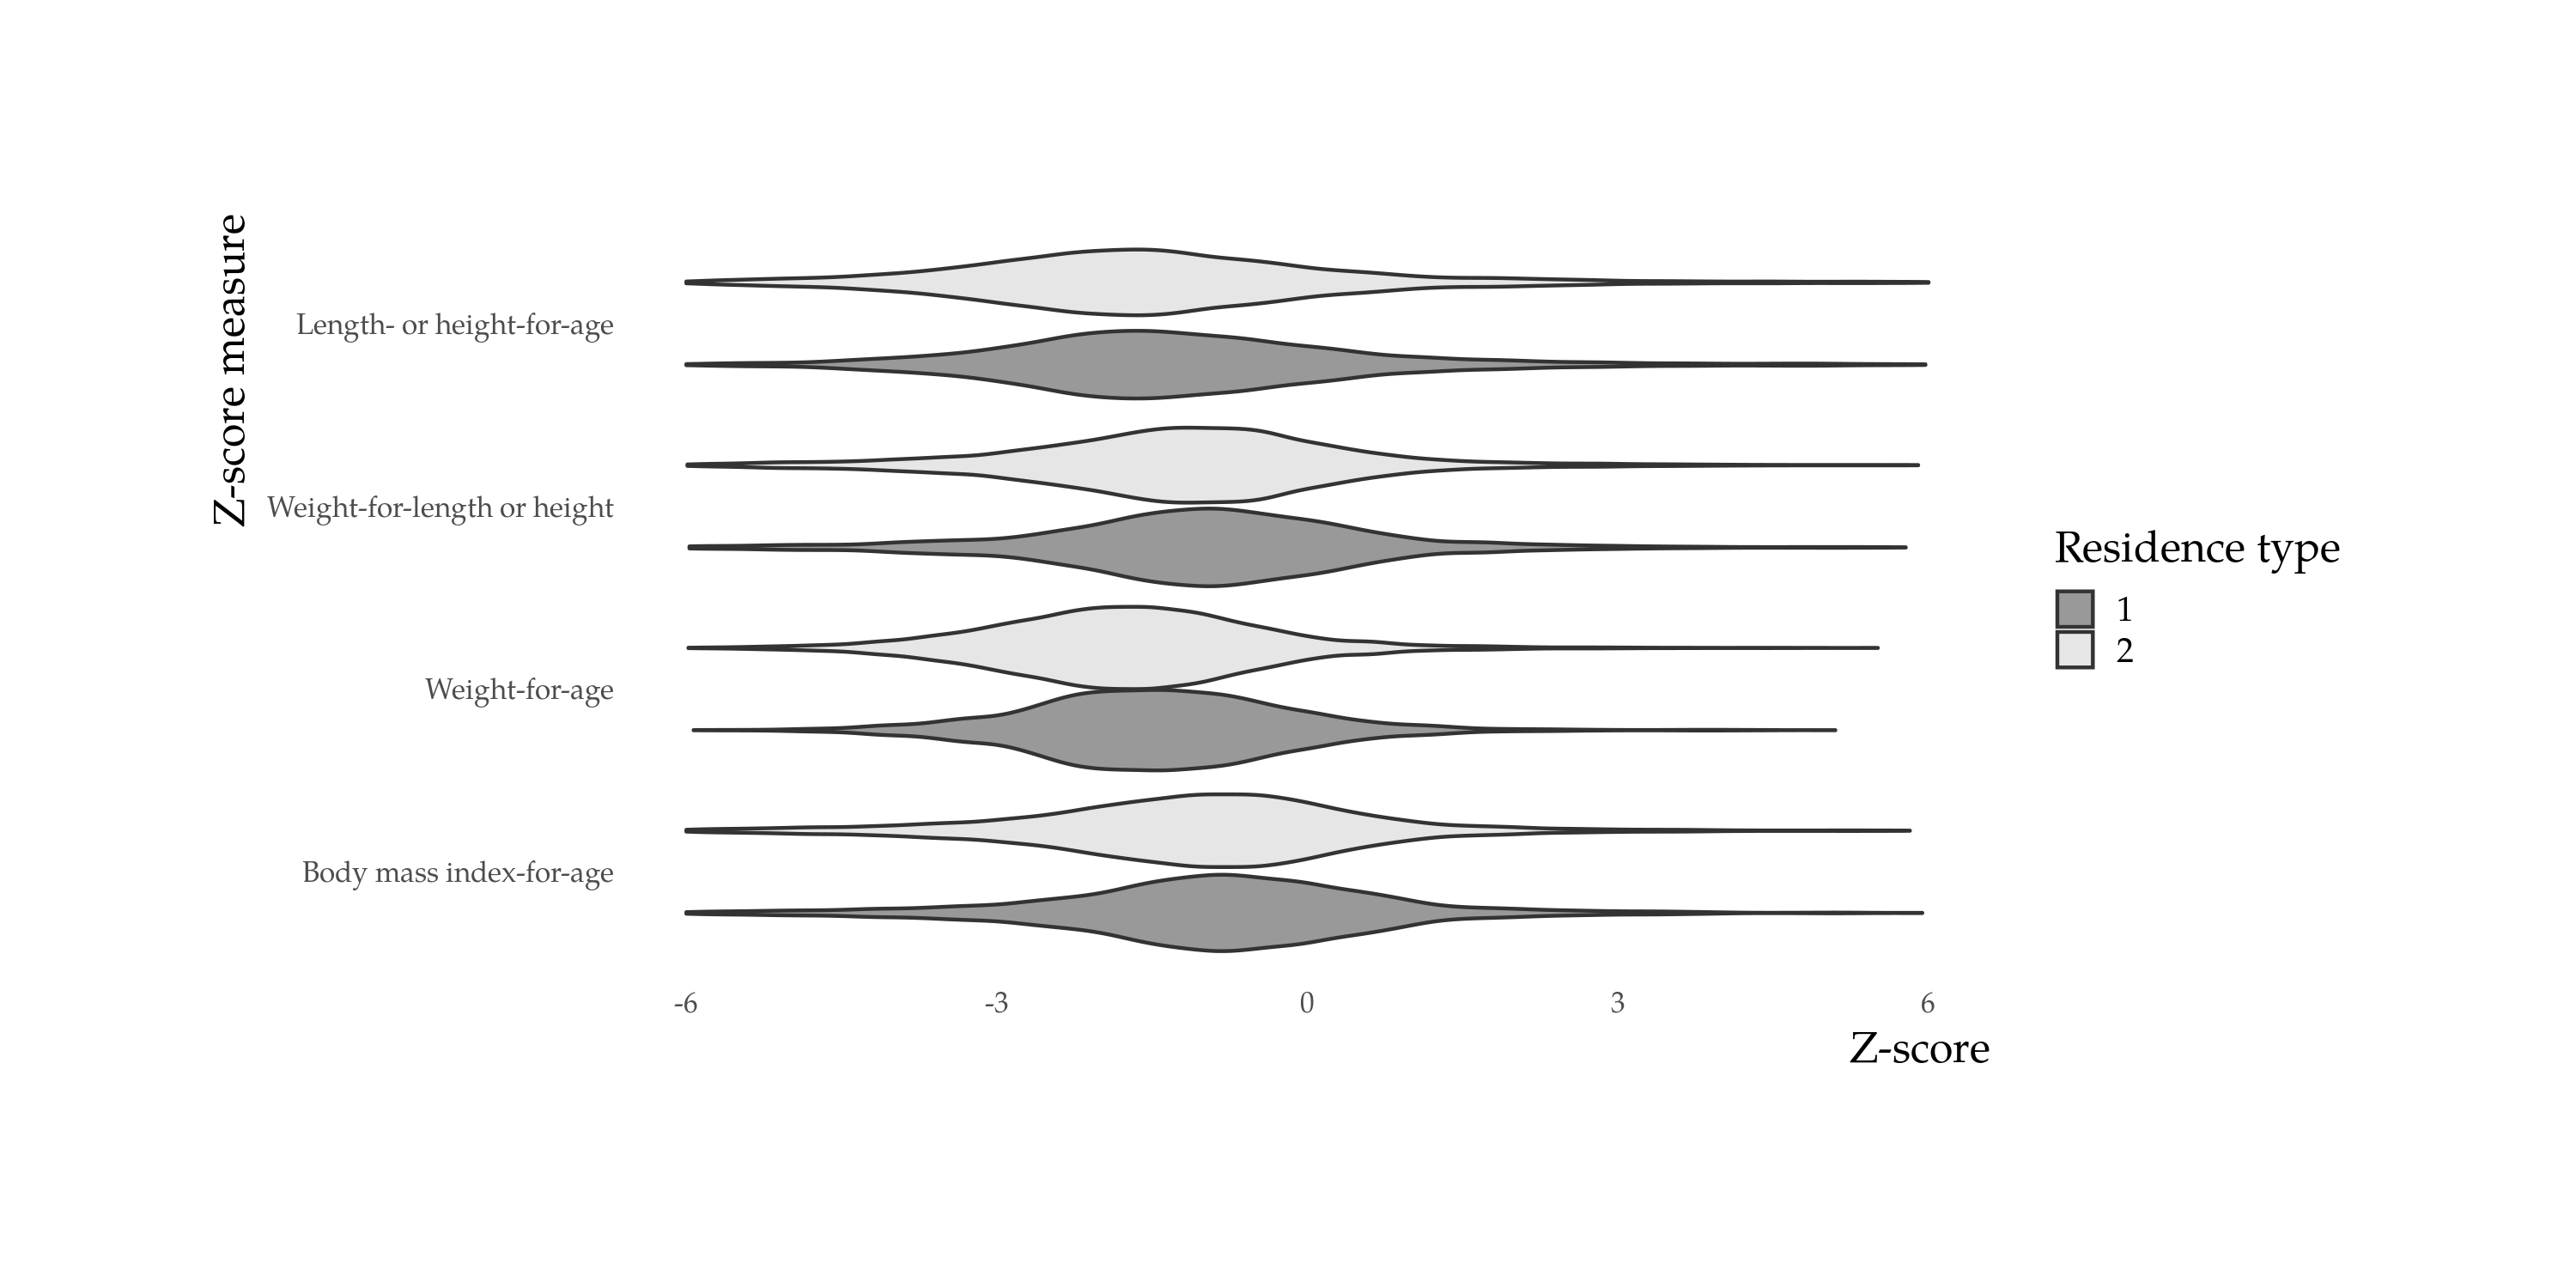 Z-score measure
Length- or height-for-age
Weight-for-length or height
Weight-for-age
Body mass index-for-age
-6 -3 0 3 6
Z-score
Residence type
1
2